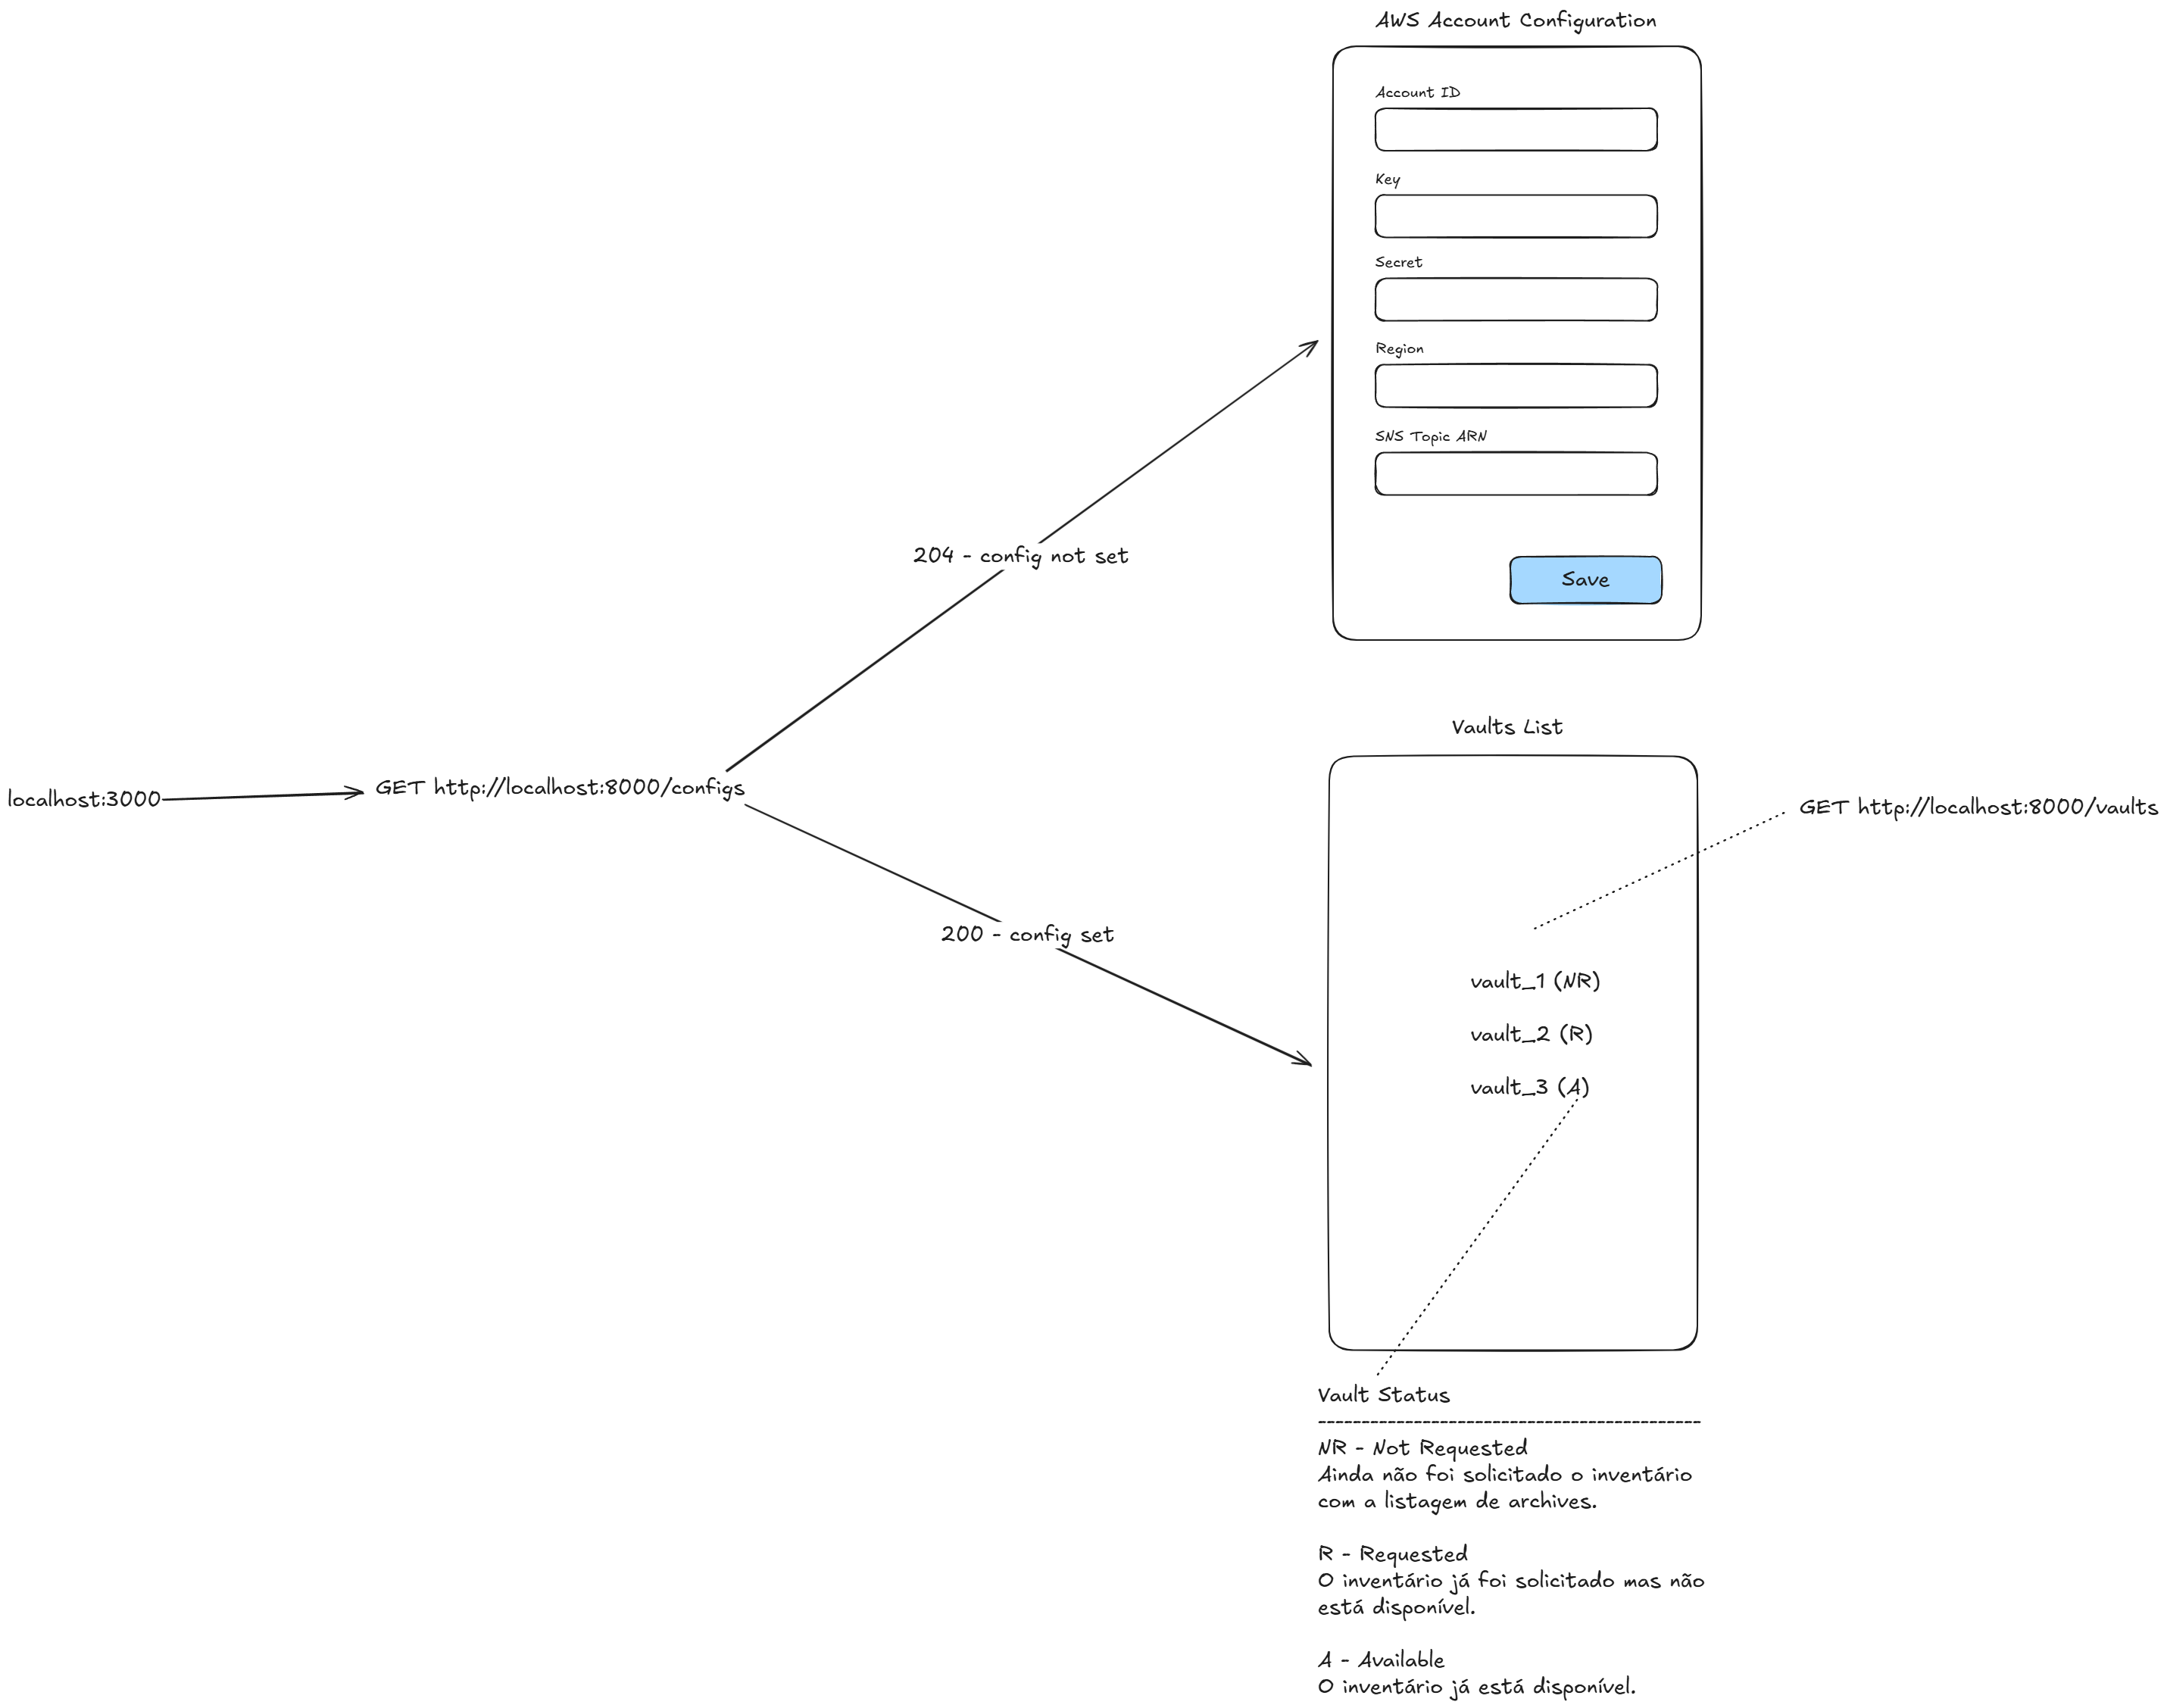 AWS Account Configuration
Account ID
Key
Secret
Region
SNS Topic ARN
204 - config not set
Save
Vaults List
localhost:3000
GET http://localhost:8000/configs
GET http://localhost:8000/vaults
200 - config set
vault_1 (NR)
vault_2 (R)
vault_3 (A)
Vault Status
--------------------------------------------
NR - Not Requested
Ainda não foi solicitado o inventário
com a listagem de archives.
R - Requested
O inventário já foi solicitado mas não
está disponível.
A - Available
O inventário já está disponível.